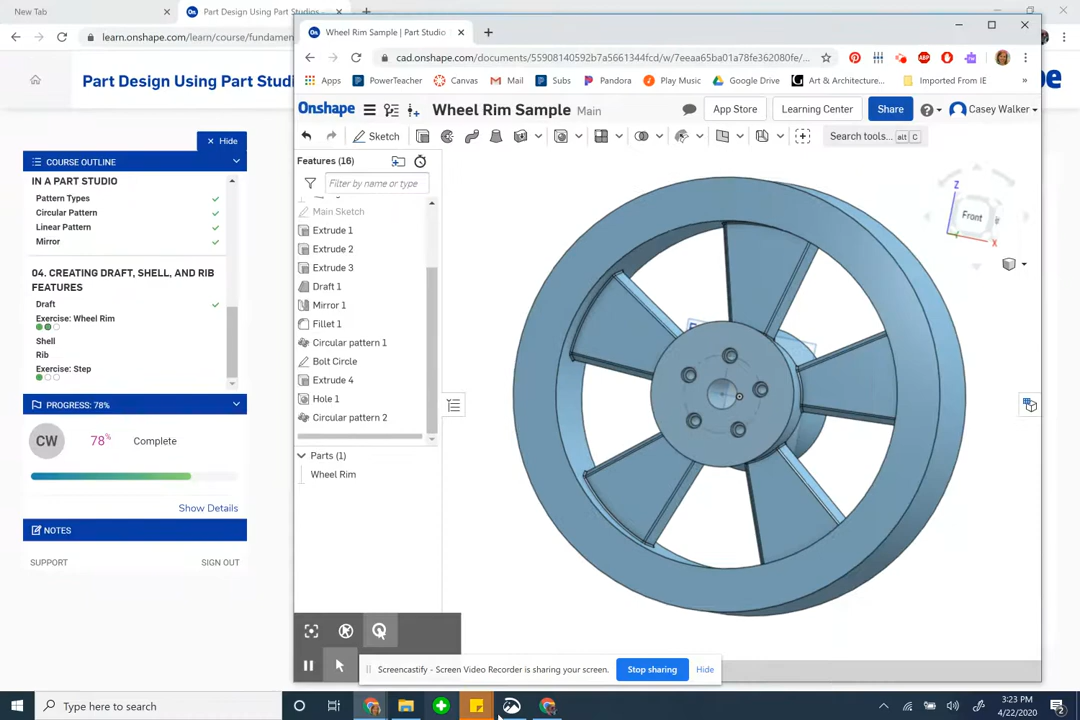 New Tab
Part Design Using Part Studios -
learn.onshape.com/learn/course/fundamen
Part Design Using Part Studio
Hide
COURSE OUTLINE
IN A PART STUDIO
Pattern Types
Circular Pattern
Linear Pattern
Mirror
04. CREATING DRAFT, SHELL, AND RIB
FEATURES
Draft
Exercise: Wheel Rim
Shell
Rib
Exercise: Step
PROGRESS: 78%
CW
78%
Complete
Show Details
NOTES
SUPPORT
SIGN OUT
Wheel Rim Sample | Part Studio
cad.onshape.com/documents/55908140592b7a5661344fcd/w/7eeaa65ba01a78fe362080fe/...
ABP
Apps
PowerTeacher
Canvas
Mail
Subs
Pandora
Play Music
Google Drive
Art & Architecture...
Imported From IE
»
Onshape
Wheel Rim Sample
Main
App Store
Learning Center
Share
Casey Walker
Sketch
Search tools...
alt
C
Features (16)
Filter by name or type
Main Sketch
Extrude 1
Extrude 2
Extrude 3
Draft 1
Mirror 1
Fillet 1
Circular pattern 1
Bolt Circle
Extrude 4
Hole 1
Circular pattern 2
Parts (1)
Wheel Rim
Z
Front
X
Screencastify - Screen Video Recorder is sharing your screen.
Stop sharing
Hide
Type here to search
3:23 PM
4/22/2020
2